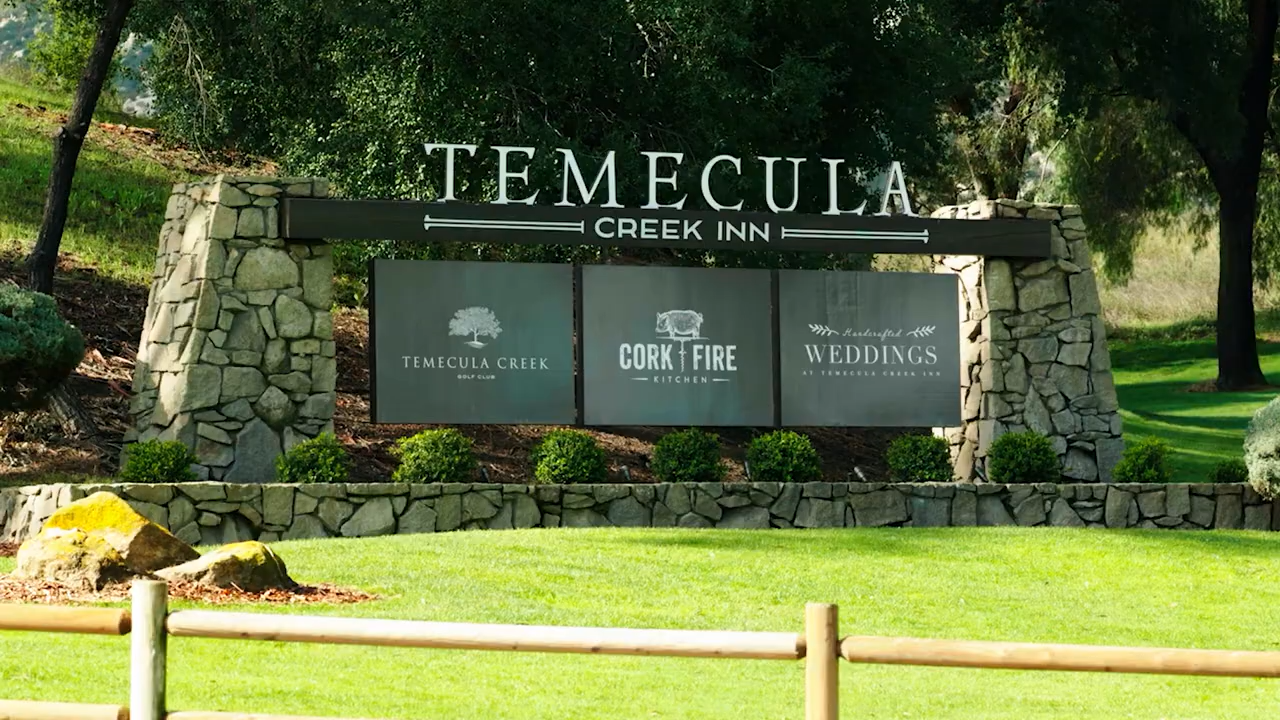 TEMECULA
CREEK INN
TEMECULA CREEK
GOLF CLUB
CORK FIRE
KITCHEN
Handcrafted
WEDDINGS
AT TEMECULA CREEK INN